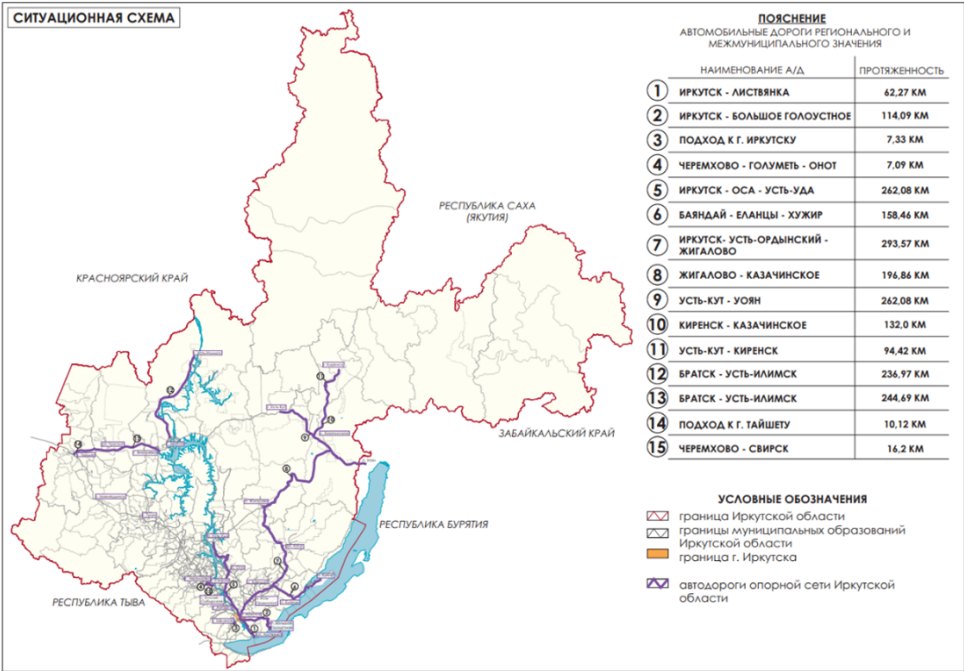 СИТУАЦИОННАЯ СХЕМА
ПОЯСНЕНИЕ
АВТОМОБИЛЬНЫЕ ДОРОГИ РЕГИОНАЛЬНОГО И
МЕЖМУНИЦИПАЛЬНОГО ЗНАЧЕНИЯ
НАИМЕНОВАНИЕ А/Д ПРОТЯЖЕННОСТЬ
1 ИРКУТСК - ЛИСТВЯНКА 62,27 КМ
2 ИРКУТСК - БОЛЬШОЕ ГОЛОУСТНОЕ 114,09 КМ
3 ПОДХОД К Г. ИРКУТСКУ 7,33 КМ
4 ЧЕРЕМХОВО - ГОЛУМЕТЬ - ОНОТ 7,09 КМ
5 ИРКУТСК - ОСА - УСТЬ-УДА 262,08 КМ
6 БАЯНДАЙ - ЕЛАНЦЫ - ХУЖИР 158,46 КМ
7 ИРКУТСК- УСТЬ-ОРДЫНСКИЙ -
ЖИГАЛОВО 293,57 КМ
8 ЖИГАЛОВО - КАЗАЧИНСКОЕ 196,86 КМ
9 УСТЬ-КУТ - УОЯН 262,08 КМ
10 КИРЕНСК - КАЗАЧИНСКОЕ 132,0 КМ
11 УСТЬ-КУТ - КИРЕНСК 94,42 КМ
12 БРАТСК - УСТЬ-ИЛИМСК 236,97 КМ
13 БРАТСК - УСТЬ-ИЛИМСК 244,69 КМ
14 ПОДХОД К Г. ТАЙШЕТУ 10,12 КМ
15 ЧЕРЕМХОВО - СВИРСК 16,2 КМ
РЕСПУБЛИКА САХА
(ЯКУТИЯ)
КРАСНОЯРСКИЙ КРАЙ
ЗАБАЙКАЛЬСКИЙ КРАЙ
РЕСПУБЛИКА БУРЯТИЯ
РЕСПУБЛИКА ТЫВА
УСЛОВНЫЕ ОБОЗНАЧЕНИЯ
граница Иркутской области
границы муниципальных образований
Иркутской области
граница г. Иркутска
автодороги опорной сети Иркутской
области